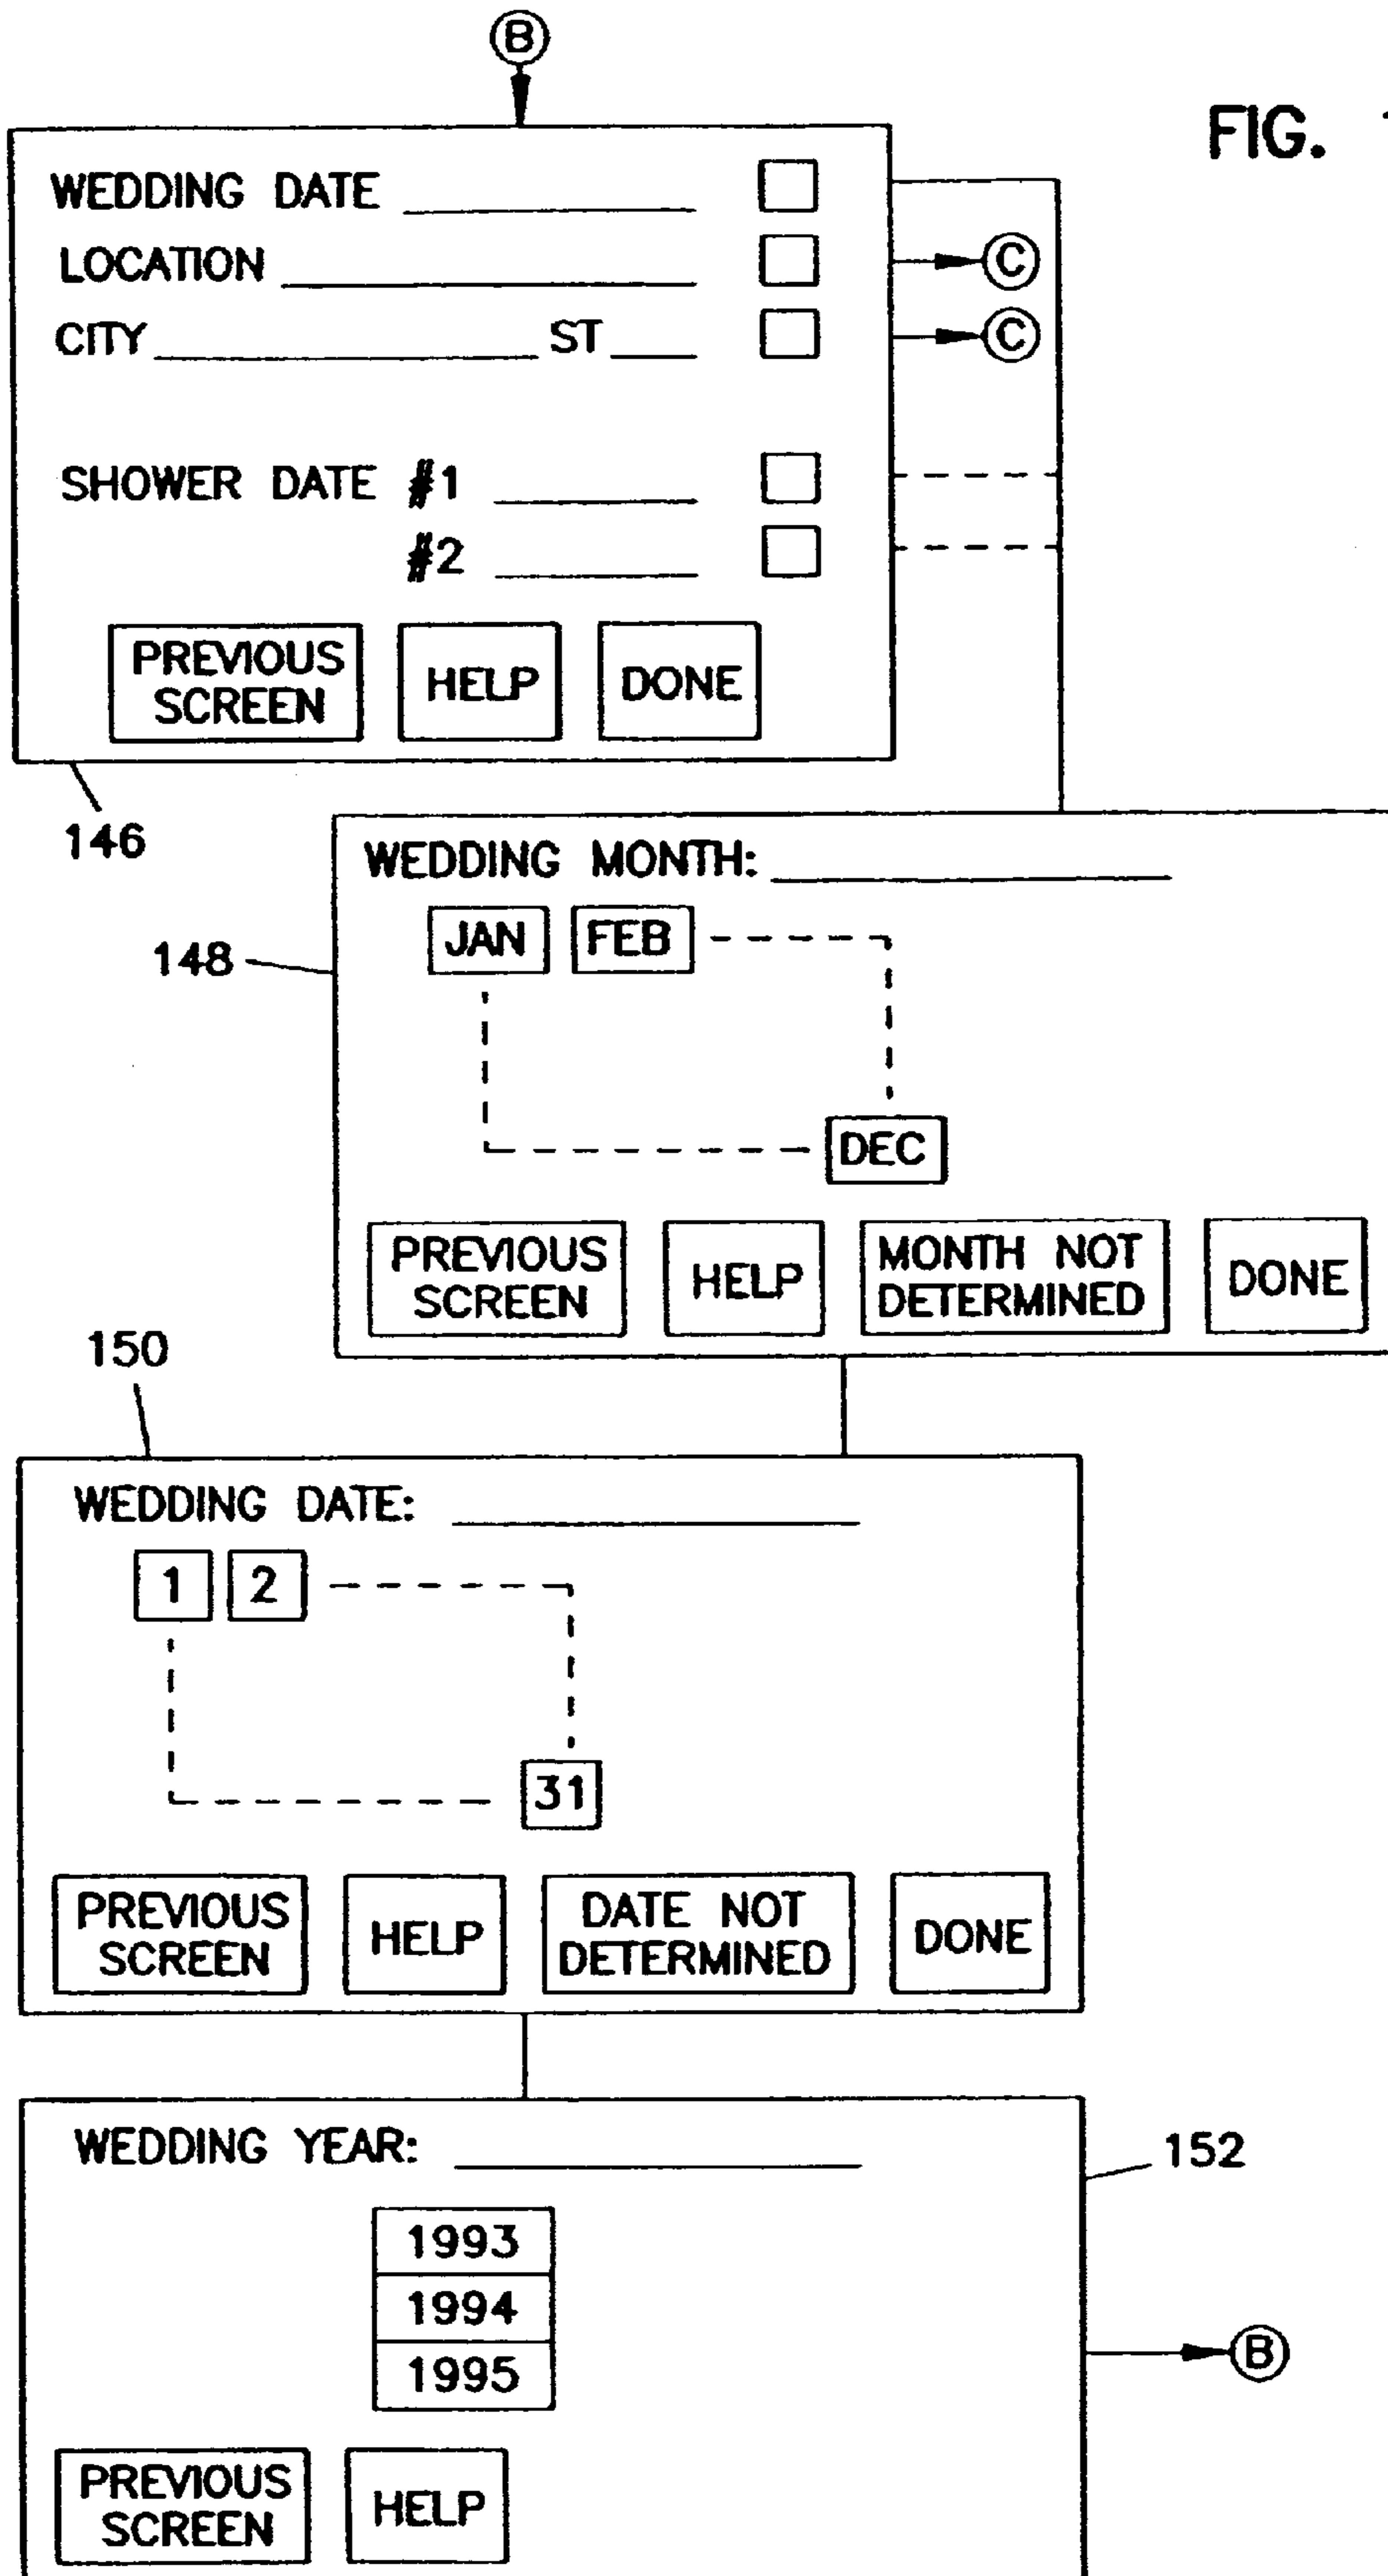 B
FIG.
WEDDING DATE
LOCATION
C
CITY ST
C
SHOWER DATE #1
#2
PREVIOUS
SCREEN
HELP
DONE
146
WEDDING MONTH:
JAN FEB
148
DEC
PREVIOUS
SCREEN
HELP
MONTH NOT
DETERMINED
DONE
150
WEDDING DATE:
1 2
31
PREVIOUS
SCREEN
HELP
DATE NOT
DETERMINED
DONE
WEDDING YEAR:
152
1993
1994
1995
B
PREVIOUS
SCREEN
HELP